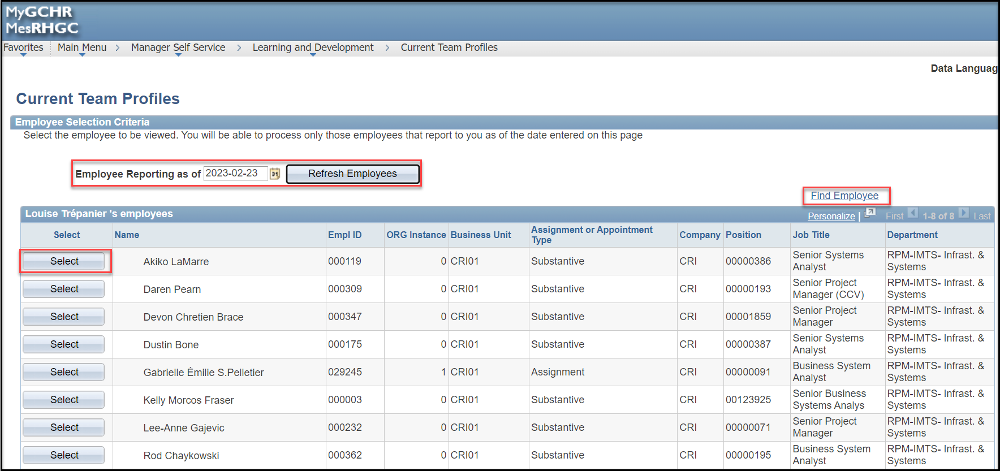 MyGCHR
MesRHGC
Favorites Main Menu > Manager Self Service > Learning and Development > Current Team Profiles
Data Languag
Current Team Profiles
Employee Selection Criteria
Select the employee to be viewed. You will be able to process only those employees that report to you as of the date entered on this page
Employee Reporting as of 2023-02-23 31 Refresh Employees
Find Employee
Louise Trépanier 's employees Personalize | First 1-8 of 8 Last
Select Name Empl ID ORG Instance Business Unit Assignment or Appointment Type Company Position Job Title Department
Select Akiko LaMarre 000119 0 CRI01 Substantive CRI 00000386 Senior Systems Analyst RPM-IMTS- Infrast. & Systems
Select Daren Pearn 000309 0 CRI01 Substantive CRI 00000193 Senior Project Manager (CCV) RPM-IMTS- Infrast. & Systems
Select Devon Chretien Brace 000347 0 CRI01 Substantive CRI 00001859 Senior Project Manager RPM-IMTS- Infrast. & Systems
Select Dustin Bone 000175 0 CRI01 Substantive CRI 00000387 Senior Systems Analyst RPM-IMTS- Infrast. & Systems
Select Gabrielle Émilie S.Pelletier 029245 1 CRI01 Assignment CRI 00000091 Business System Analyst RPM-IMTS- Infrast. & Systems
Select Kelly Morcos Fraser 000003 0 CRI01 Substantive CRI 00123925 Senior Business Systems Analys RPM-IMTS- Infrast. & Systems
Select Lee-Anne Gajevic 000232 0 CRI01 Substantive CRI 00000071 Senior Project Manager RPM-IMTS- Infrast. & Systems
Select Rod Chaykowski 000362 0 CRI01 Substantive CRI 00000195 Business System Analyst RPM-IMTS- Infrast. & Systems